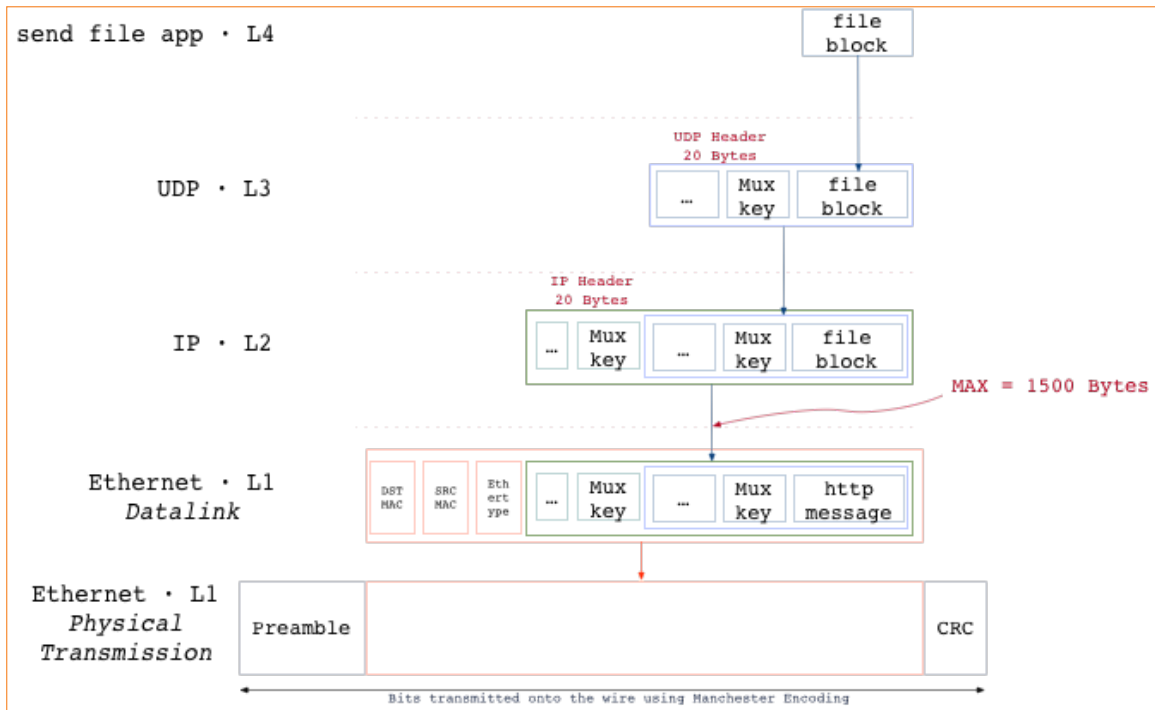 send file app · L4
file
block
UDP Header
20 Bytes
UDP · L3
…
Mux
key
file
block
IP Header
20 Bytes
IP · L2
…
Mux
key
…
Mux
key
file
block
MAX = 1500 Bytes
Ethernet · L1
Datalink
DST
MAC
SRC
MAC
Eth
ert
ype
…
Mux
key
…
Mux
key
http
message
Ethernet · L1
Physical
Transmission
Preamble
CRC
Bits transmitted onto the wire using Manchester Encoding